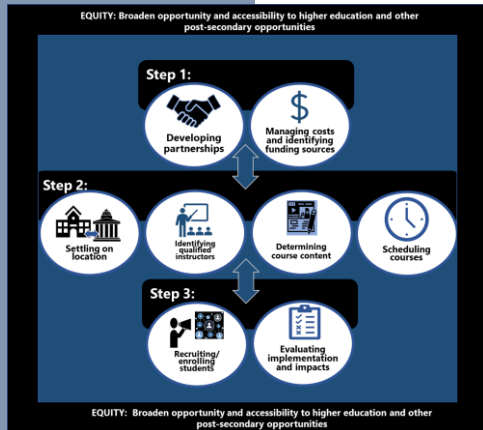 EQUITY: Broaden opportunity and accessibility to higher education and other
post-secondary opportunities
Step 1:
Developing
partnerships
$
Managing costs
and identifying
funding sources
Step 2:
Settling on
location
Identifying
qualified
instructors
Determining
course content
Scheduling
courses
Step 3:
Recruiting/
enrolling
students
Evaluating
implementation
and impacts
EQUITY: Broaden opportunity and accessibility to higher education and other
post-secondary opportunities